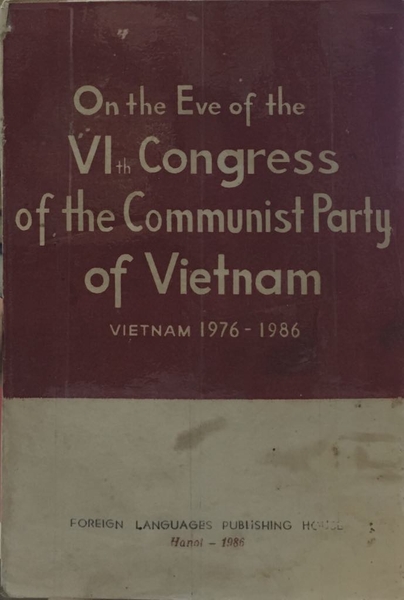 On the Eve of the
VIth Congress
of the Communist Party
of Vietnam
VIETNAM 1976 - 1986
FOREIGN LANGUAGES PUBLISHING HOUSE
Hanoi - 1986